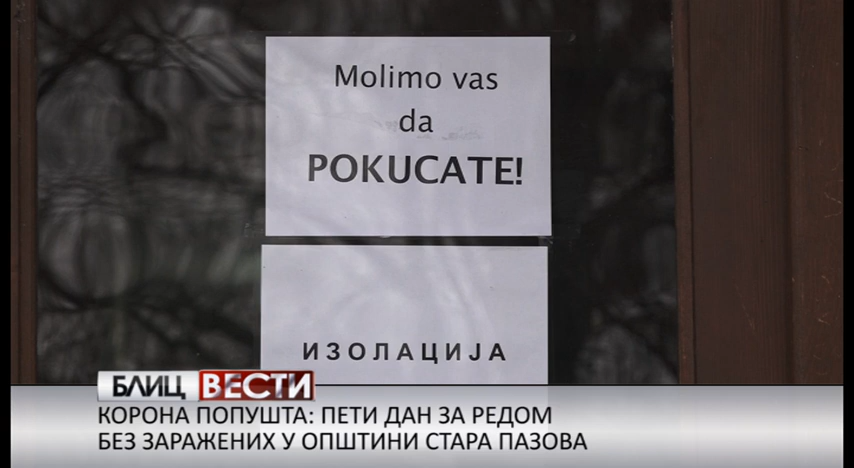 Molimo vas
da
POKUCATE!
ИЗОЛАЦИЈА
БЛИЦ ВЕСТИ
КОРОНА ПОПУШТА: ПЕТИ ДАН ЗА РЕДОМ
БЕЗ ЗАРАЖЕНИХ У ОПШТИНИ СТАРА ПАЗОВА